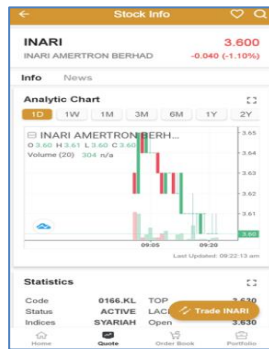 Stock Info
INARI 3.600
INARI AMERTRON BERHAD -0.040 (-1.10%)
Info News
Analytic Chart
1D 1W 1M 3M 6M 1Y 2Y
INARI AMERTRON BERH...
O 3.60 H 3.61 L 3.60 C 3.60
Volume (20) 304 n/a
3.65
3.64
3.63
3.62
3.61
3.60
09:05 09:20
Last Updated: 09:22:13 am
Statistics
Code 0166.KL TOP 3.630
Status ACTIVE LACP
Indices SYARIAH Open 3.630
Trade INARI
Home Quote Order Book Portfolio